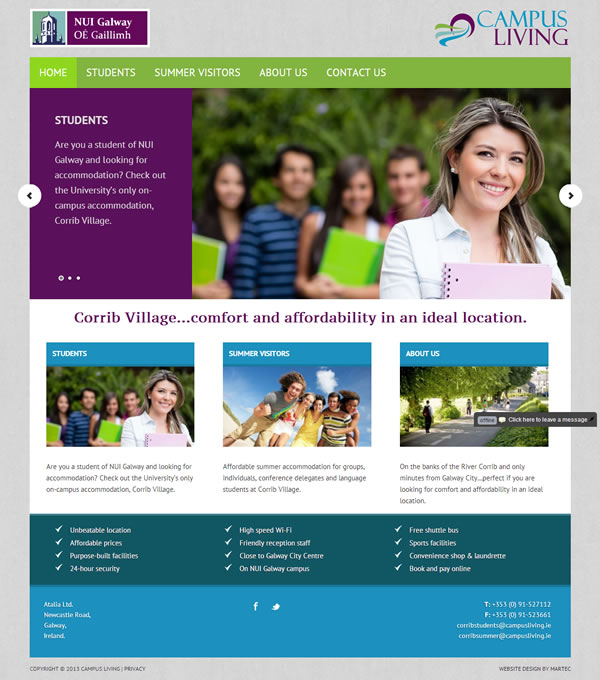 NUI Galway
OÉ Gaillimh
CAMPUS
LIVING
HOME STUDENTS SUMMER VISITORS ABOUT US CONTACT US
STUDENTS
Are you a student of NUI
Galway and looking for
accommodation? Check out
the University's only on-
campus accommodation,
Corrib Village.
Corrib Village...comfort and affordability in an ideal location.
STUDENTS
Are you a student of NUI Galway and looking for
accommodation? Check out the University's only
on-campus accommodation, Corrib Village.
SUMMER VISITORS
Affordable summer accommodation for groups,
individuals, conference delegates and language
students at Corrib Village.
ABOUT US
offline Click here to leave a message
On the banks of the River Corrib and only
minutes from Galway City...perfect if you are
looking for comfort and affordability in an ideal
location.
Unbeatable location
Affordable prices
Purpose-built facilities
24-hour security
High speed Wi-Fi
Friendly reception staff
Close to Galway City Centre
On NUI Galway campus
Free shuttle bus
Sports facilities
Convenience shop & laundrette
Book and pay online
Atalia Ltd.
Newcastle Road,
Galway,
Ireland.
T: +353 (0) 91-527112
F: +353 (0) 91-523661
corribstudents@campusliving.ie
corribsummer@campusliving.ie
COPYRIGHT © 2013 CAMPUS LIVING | PRIVACY
WEBSITE DESIGN BY MARTEC